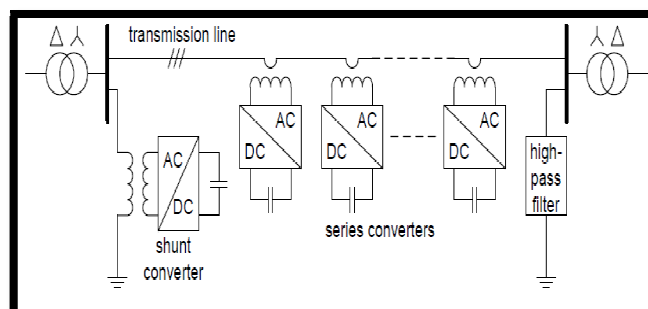 transmission line
AC
DC
AC
DC
AC
DC
AC
DC
high-
pass
filter
shunt
converter
series converters